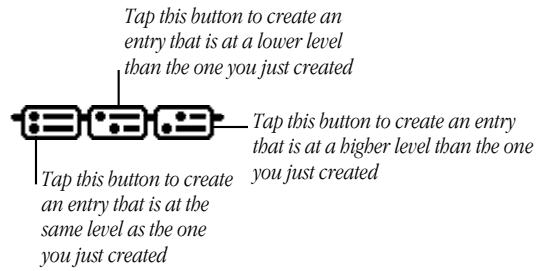 Tap this button to create an
entry that is at a lower level
than the one you just created
Tap this button to create an entry
that is at a higher level than the one
you just created
Tap this button to create
an entry that is at the
same level as the one
you just created